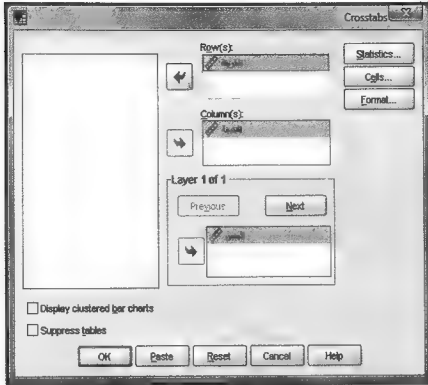 Crosstabs
Row(s):
Statistics...
Cells...
Format...
Column(s):
Layer 1 of 1
Previous
Next
Display clustered bar charts
Suppress tables
OK
Paste
Reset
Cancel
Help